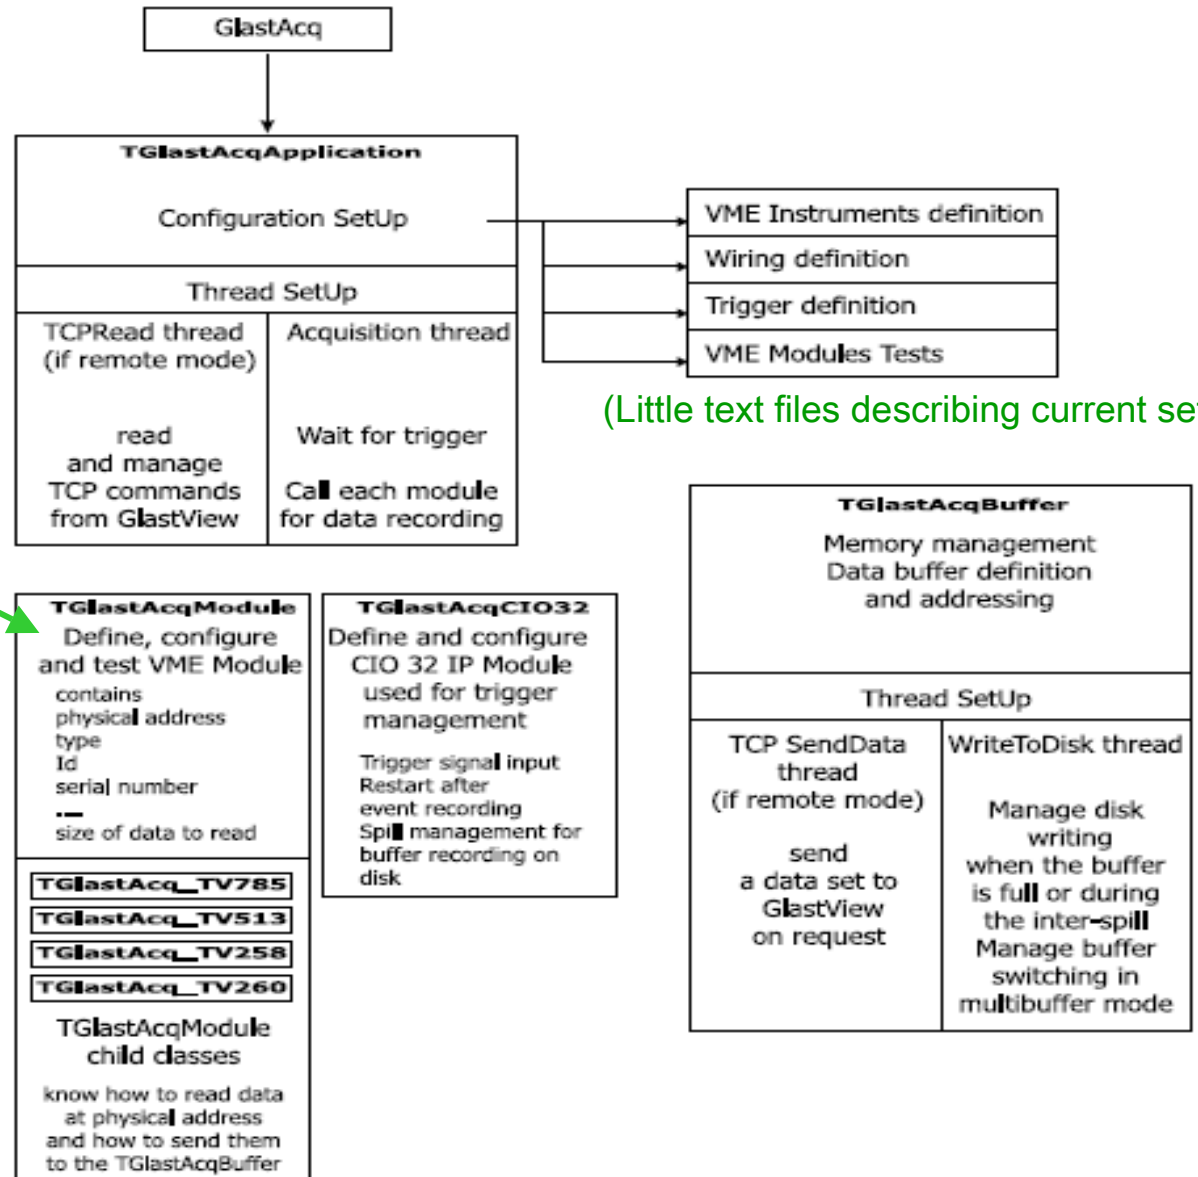 GlastAcq
TGlastAcqApplication
Configuration SetUp
Thread SetUp
TCPRead thread
(if remote mode)
read
and manage
TCP commands
from GlastView
Acquisition thread
Wait for trigger
Call each module
for data recording
VME Instruments definition
Wiring definition
Trigger definition
VME Modules Tests
(Little text files describing current
TGlastAcqModule
Define, configure
and test VME Module
contains
physical address
type
Id
serial number
...
size of data to read
TGlastAcq_TV785
TGlastAcq_TV513
TGlastAcq_TV258
TGlastAcq_TV260
TGlastAcqModule
child classes
know how to read data
at physical address
and how to send them
to the TGlastAcqBuffer
TGlastAcqCIO32
Define and configure
CIO 32 IP Module
used for trigger
management
Trigger signal input
Restart after
event recording
Spill management for
buffer recording on
disk
TGlastAcqBuffer
Memory management
Data buffer definition
and addressing
Thread SetUp
TCP SendData
thread
(if remote mode)
send
a data set to
GlastView
on request
WriteToDisk thread
Manage disk
writing
when the buffer
is full or during
the inter-spill
Manage buffer
switching in
multibuffer mode